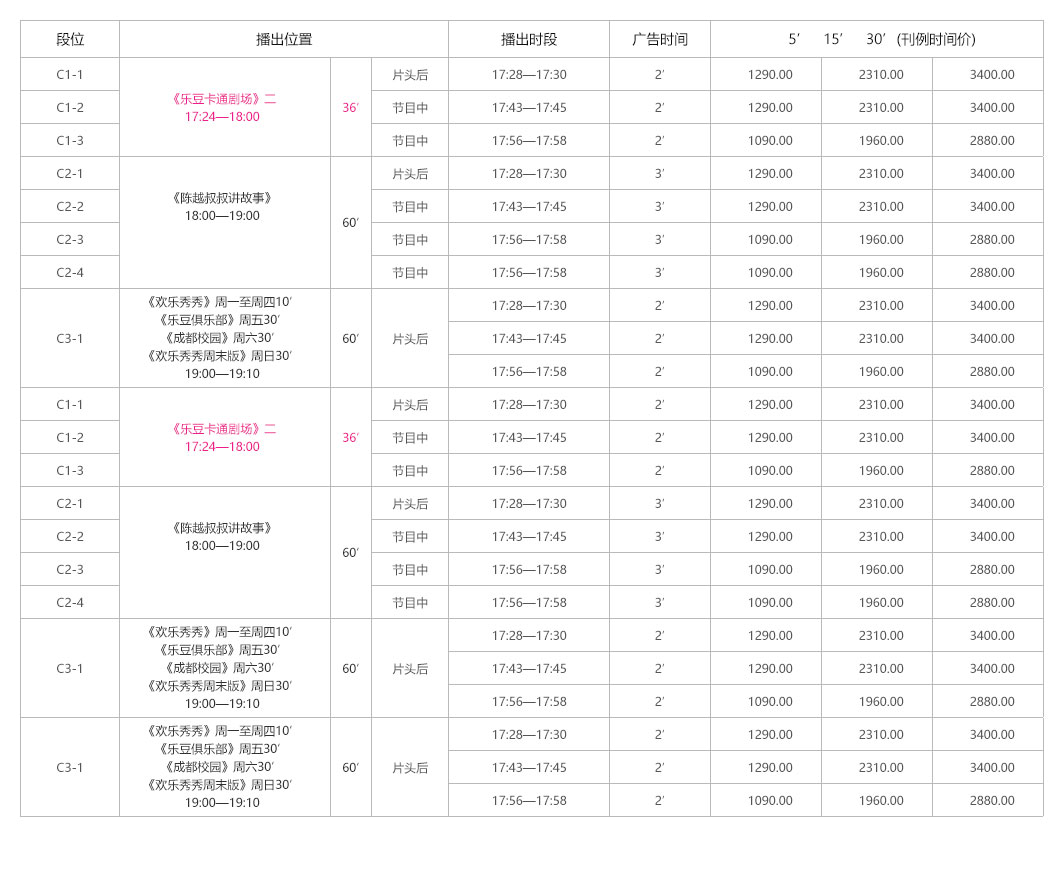 段位 播出位置 播出时段 广告时间 5′ 15′ 30′ (刊例时间价)
C1-1 片头后 17:28—17:30 2′ 1290.00 2310.00 3400.00
《乐豆卡通剧场》二
17:24—18:00
36′
C1-2 节目中 17:43—17:45 2′ 1290.00 2310.00 3400.00
C1-3 节目中 17:56—17:58 2′ 1090.00 1960.00 2880.00
C2-1 片头后 17:28—17:30 3′ 1290.00 2310.00 3400.00
《陈越叔叔讲故事》
18:00—19:00
60′
C2-2 节目中 17:43—17:45 3′ 1290.00 2310.00 3400.00
C2-3 节目中 17:56—17:58 3′ 1090.00 1960.00 2880.00
C2-4 节目中 17:56—17:58 3′ 1090.00 1960.00 2880.00
C3-1
《欢乐秀秀》周一至周四10′
《乐豆俱乐部》周五30′
《成都校园》周六30′
《欢乐秀秀周末版》周日30′
19:00—19:10
60′ 片头后
17:28—17:30 2′ 1290.00 2310.00 3400.00
17:43—17:45 2′ 1290.00 2310.00 3400.00
17:56—17:58 2′ 1090.00 1960.00 2880.00
C1-1 片头后 17:28—17:30 2′ 1290.00 2310.00 3400.00
《乐豆卡通剧场》二
17:24—18:00
36′
C1-2 节目中 17:43—17:45 2′ 1290.00 2310.00 3400.00
C1-3 节目中 17:56—17:58 2′ 1090.00 1960.00 2880.00
C2-1 片头后 17:28—17:30 3′ 1290.00 2310.00 3400.00
《陈越叔叔讲故事》
18:00—19:00
60′
C2-2 节目中 17:43—17:45 3′ 1290.00 2310.00 3400.00
C2-3 节目中 17:56—17:58 3′ 1090.00 1960.00 2880.00
C2-4 节目中 17:56—17:58 3′ 1090.00 1960.00 2880.00
C3-1
《欢乐秀秀》周一至周四10′
《乐豆俱乐部》周五30′
《成都校园》周六30′
《欢乐秀秀周末版》周日30′
19:00—19:10
60′ 片头后
17:28—17:30 2′ 1290.00 2310.00 3400.00
17:43—17:45 2′ 1290.00 2310.00 3400.00
17:56—17:58 2′ 1090.00 1960.00 2880.00
C3-1
《欢乐秀秀》周一至周四10′
《乐豆俱乐部》周五30′
《成都校园》周六30′
《欢乐秀秀周末版》周日30′
19:00—19:10
60′ 片头后
17:28—17:30 2′ 1290.00 2310.00 3400.00
17:43—17:45 2′ 1290.00 2310.00 3400.00
17:56—17:58 2′ 1090.00 1960.00 2880.00